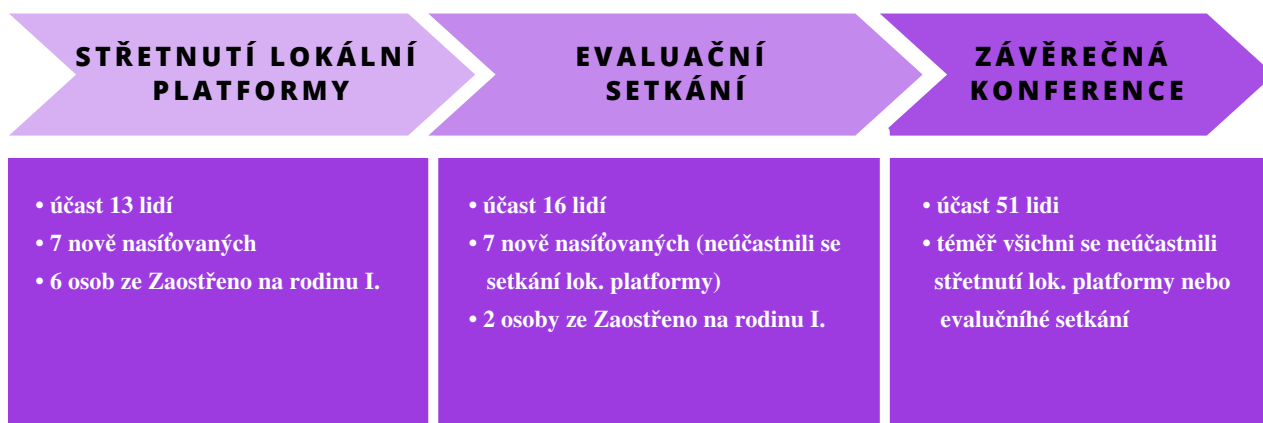 STŘETNUTÍ LOKÁLNÍ
PLATFORMY
• účast 13 lidí
• 7 nově nasíťovaných
• 6 osob ze Zaostřeno na rodinu I.
EVALUAČNÍ
SETKÁNÍ
• účast 16 lidí
• 7 nově nasíťovaných (neúčastnili se
setkání lok. platformy)
• 2 osoby ze Zaostřeno na rodinu I.
ZÁVĚREČNÁ
KONFERENCE
• účast 51 lidi
• téměř všichni se neúčastnili
střetnutí lok. platformy nebo
evalučníhé setkání